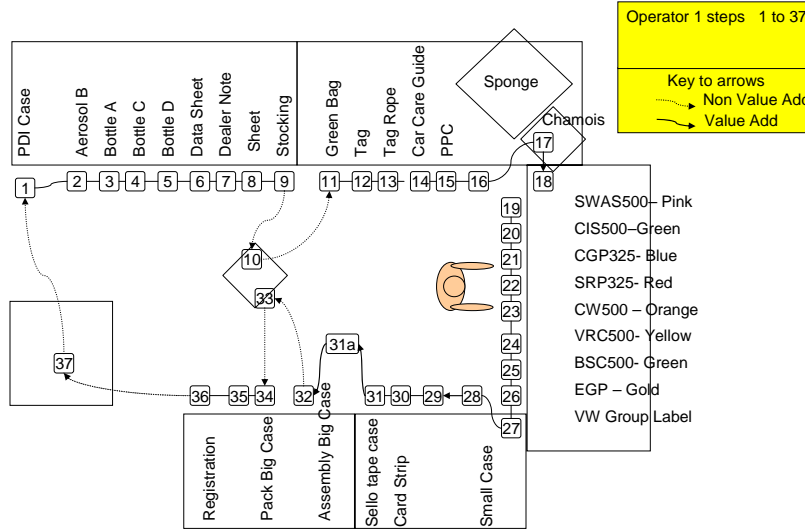 Operator 1 steps 1 to 37
Key to arrows
Non Value Add
Value Add
PDI Case
Aerosol B
Bottle A
Bottle C
Bottle D
Data Sheet
Dealer Note
Sheet
Stocking
Green Bag
Tag
Tag Rope
Car Care Guide
PPC
Sponge
Chamois
1
2
3
4
5
6
7
8
9
10
11
12
13
14
15
16
17
18
19
20
21
22
23
24
25
26
27
SWAS500– Pink
CIS500–Green
CGP325- Blue
SRP325- Red
CW500 – Orange
VRC500- Yellow
BSC500- Green
EGP – Gold
VW Group Label
28
29
30
31
31a
32
33
34
35
36
37
Registration
Pack Big Case
Assembly Big Case
Sello tape case
Card Strip
Small Case